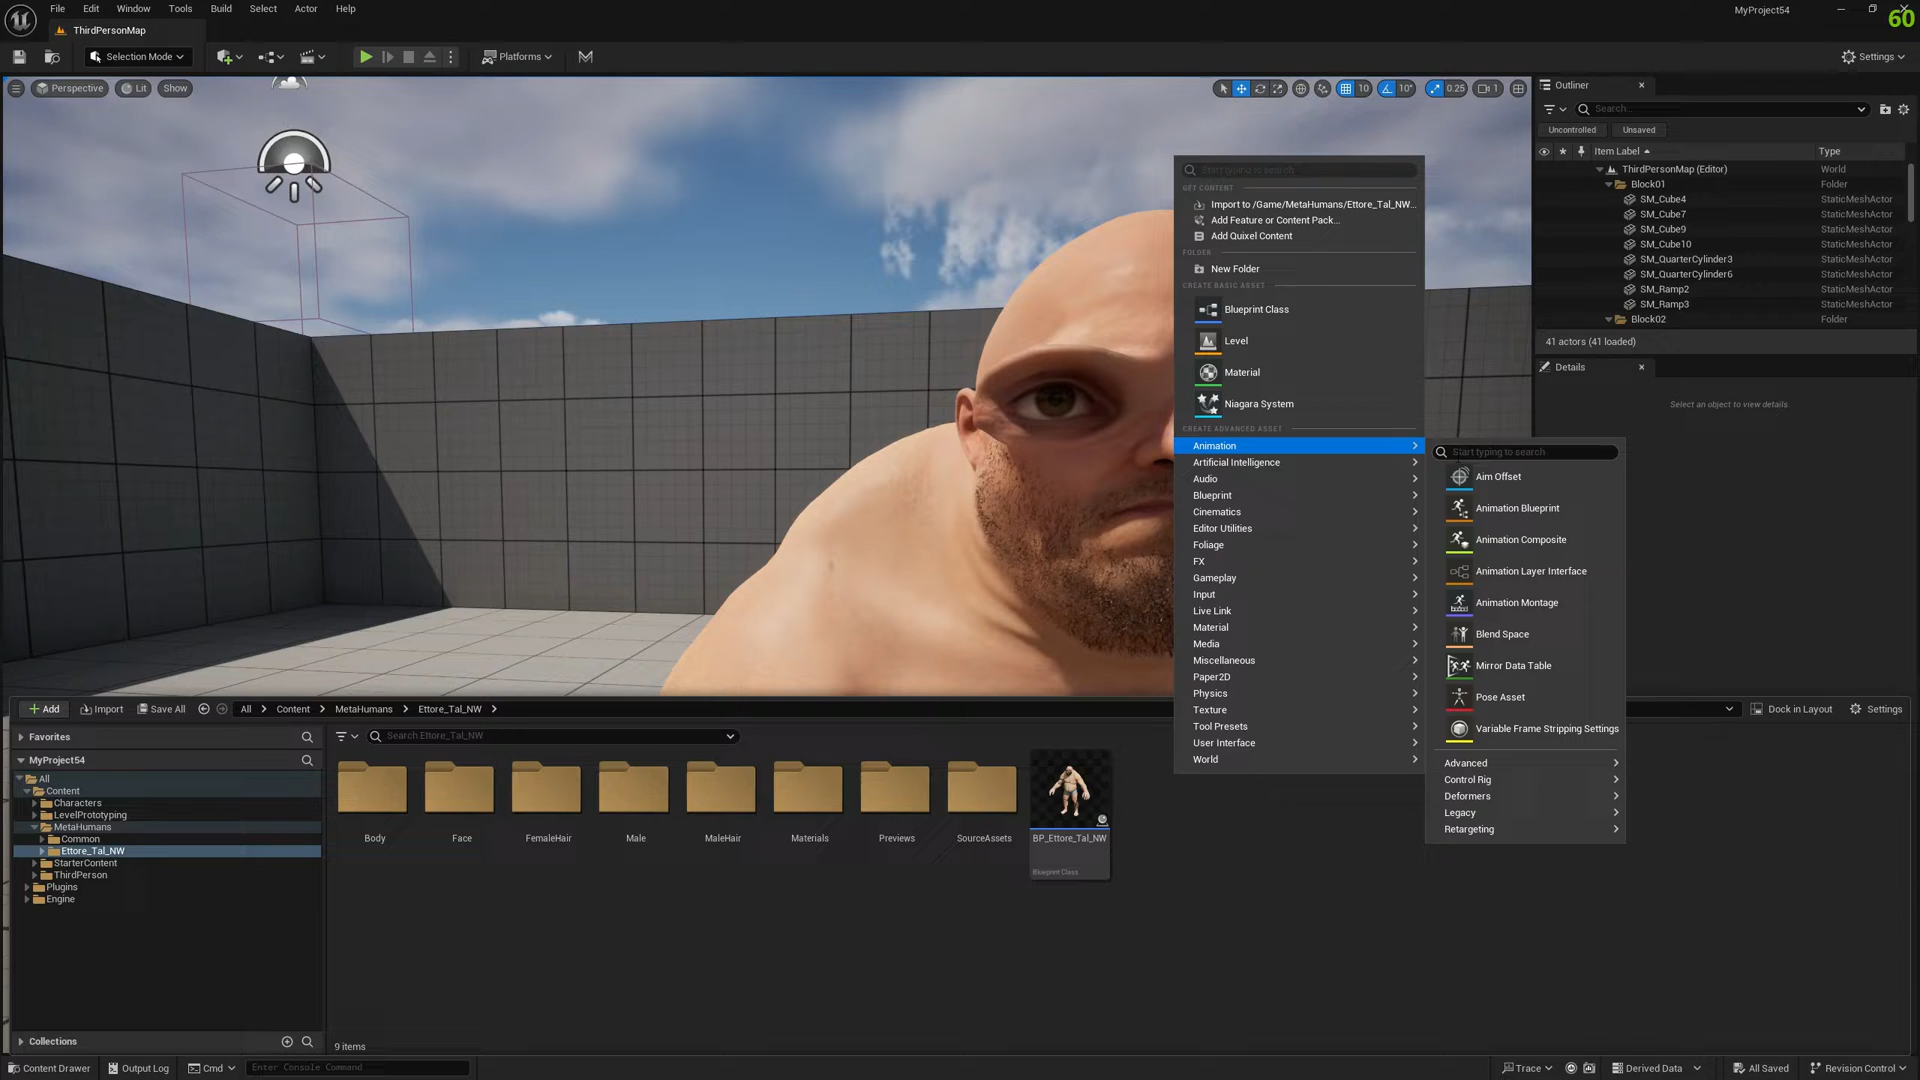 File Edit Window Tools Build Select Actor Help
MyProject54
60
ThirdPersonMap
Selection Mode
Platforms
Settings
Perspective
Lit
Show
10
10°
0.25
1
Outliner
Search...
Uncontrolled
Unsaved
Item Label
Type
ThirdPersonMap (Editor) World
Block01 Folder
SM_Cube4 StaticMeshActor
SM_Cube7 StaticMeshActor
SM_Cube9 StaticMeshActor
SM_Cube10 StaticMeshActor
SM_QuarterCylinder3 StaticMeshActor
SM_QuarterCylinder6 StaticMeshActor
SM_Ramp2 StaticMeshActor
SM_Ramp3 StaticMeshActor
Block02 Folder
41 actors (41 loaded)
Details
Select an object to view details.
Start typing to search
GET CONTENT
Import to /Game/MetaHumans/Ettore_Tal_NW...
Add Feature or Content Pack...
Add Quixel Content
FOLDER
New Folder
CREATE BASIC ASSET
Blueprint Class
Level
Material
Niagara System
CREATE ADVANCED ASSET
Animation
Artificial Intelligence
Audio
Blueprint
Cinematics
Editor Utilities
Foliage
FX
Gameplay
Input
Live Link
Material
Media
Miscellaneous
Paper2D
Physics
Texture
Tool Presets
User Interface
World
Start typing to search
Aim Offset
Animation Blueprint
Animation Composite
Animation Layer Interface
Animation Montage
Blend Space
Mirror Data Table
Pose Asset
Variable Frame Stripping Settings
Advanced
Control Rig
Deformers
Legacy
Retargeting
Add
Import
Save All
All
Content
MetaHumans
Ettore_Tal_NW
Dock in Layout
Settings
Favorites
MyProject54
All
Content
Characters
LevelPrototyping
MetaHumans
Common
Ettore_Tal_NW
StarterContent
ThirdPerson
Plugins
Engine
Collections
Search Ettore_Tal_NW
Body
Face
FemaleHair
Male
MaleHair
Materials
Previews
SourceAssets
BP_Ettore_Tal_NW
Blueprint Class
9 items
Content Drawer
Output Log
Cmd
Enter Console Command
Trace
Derived Data
All Saved
Revision Control